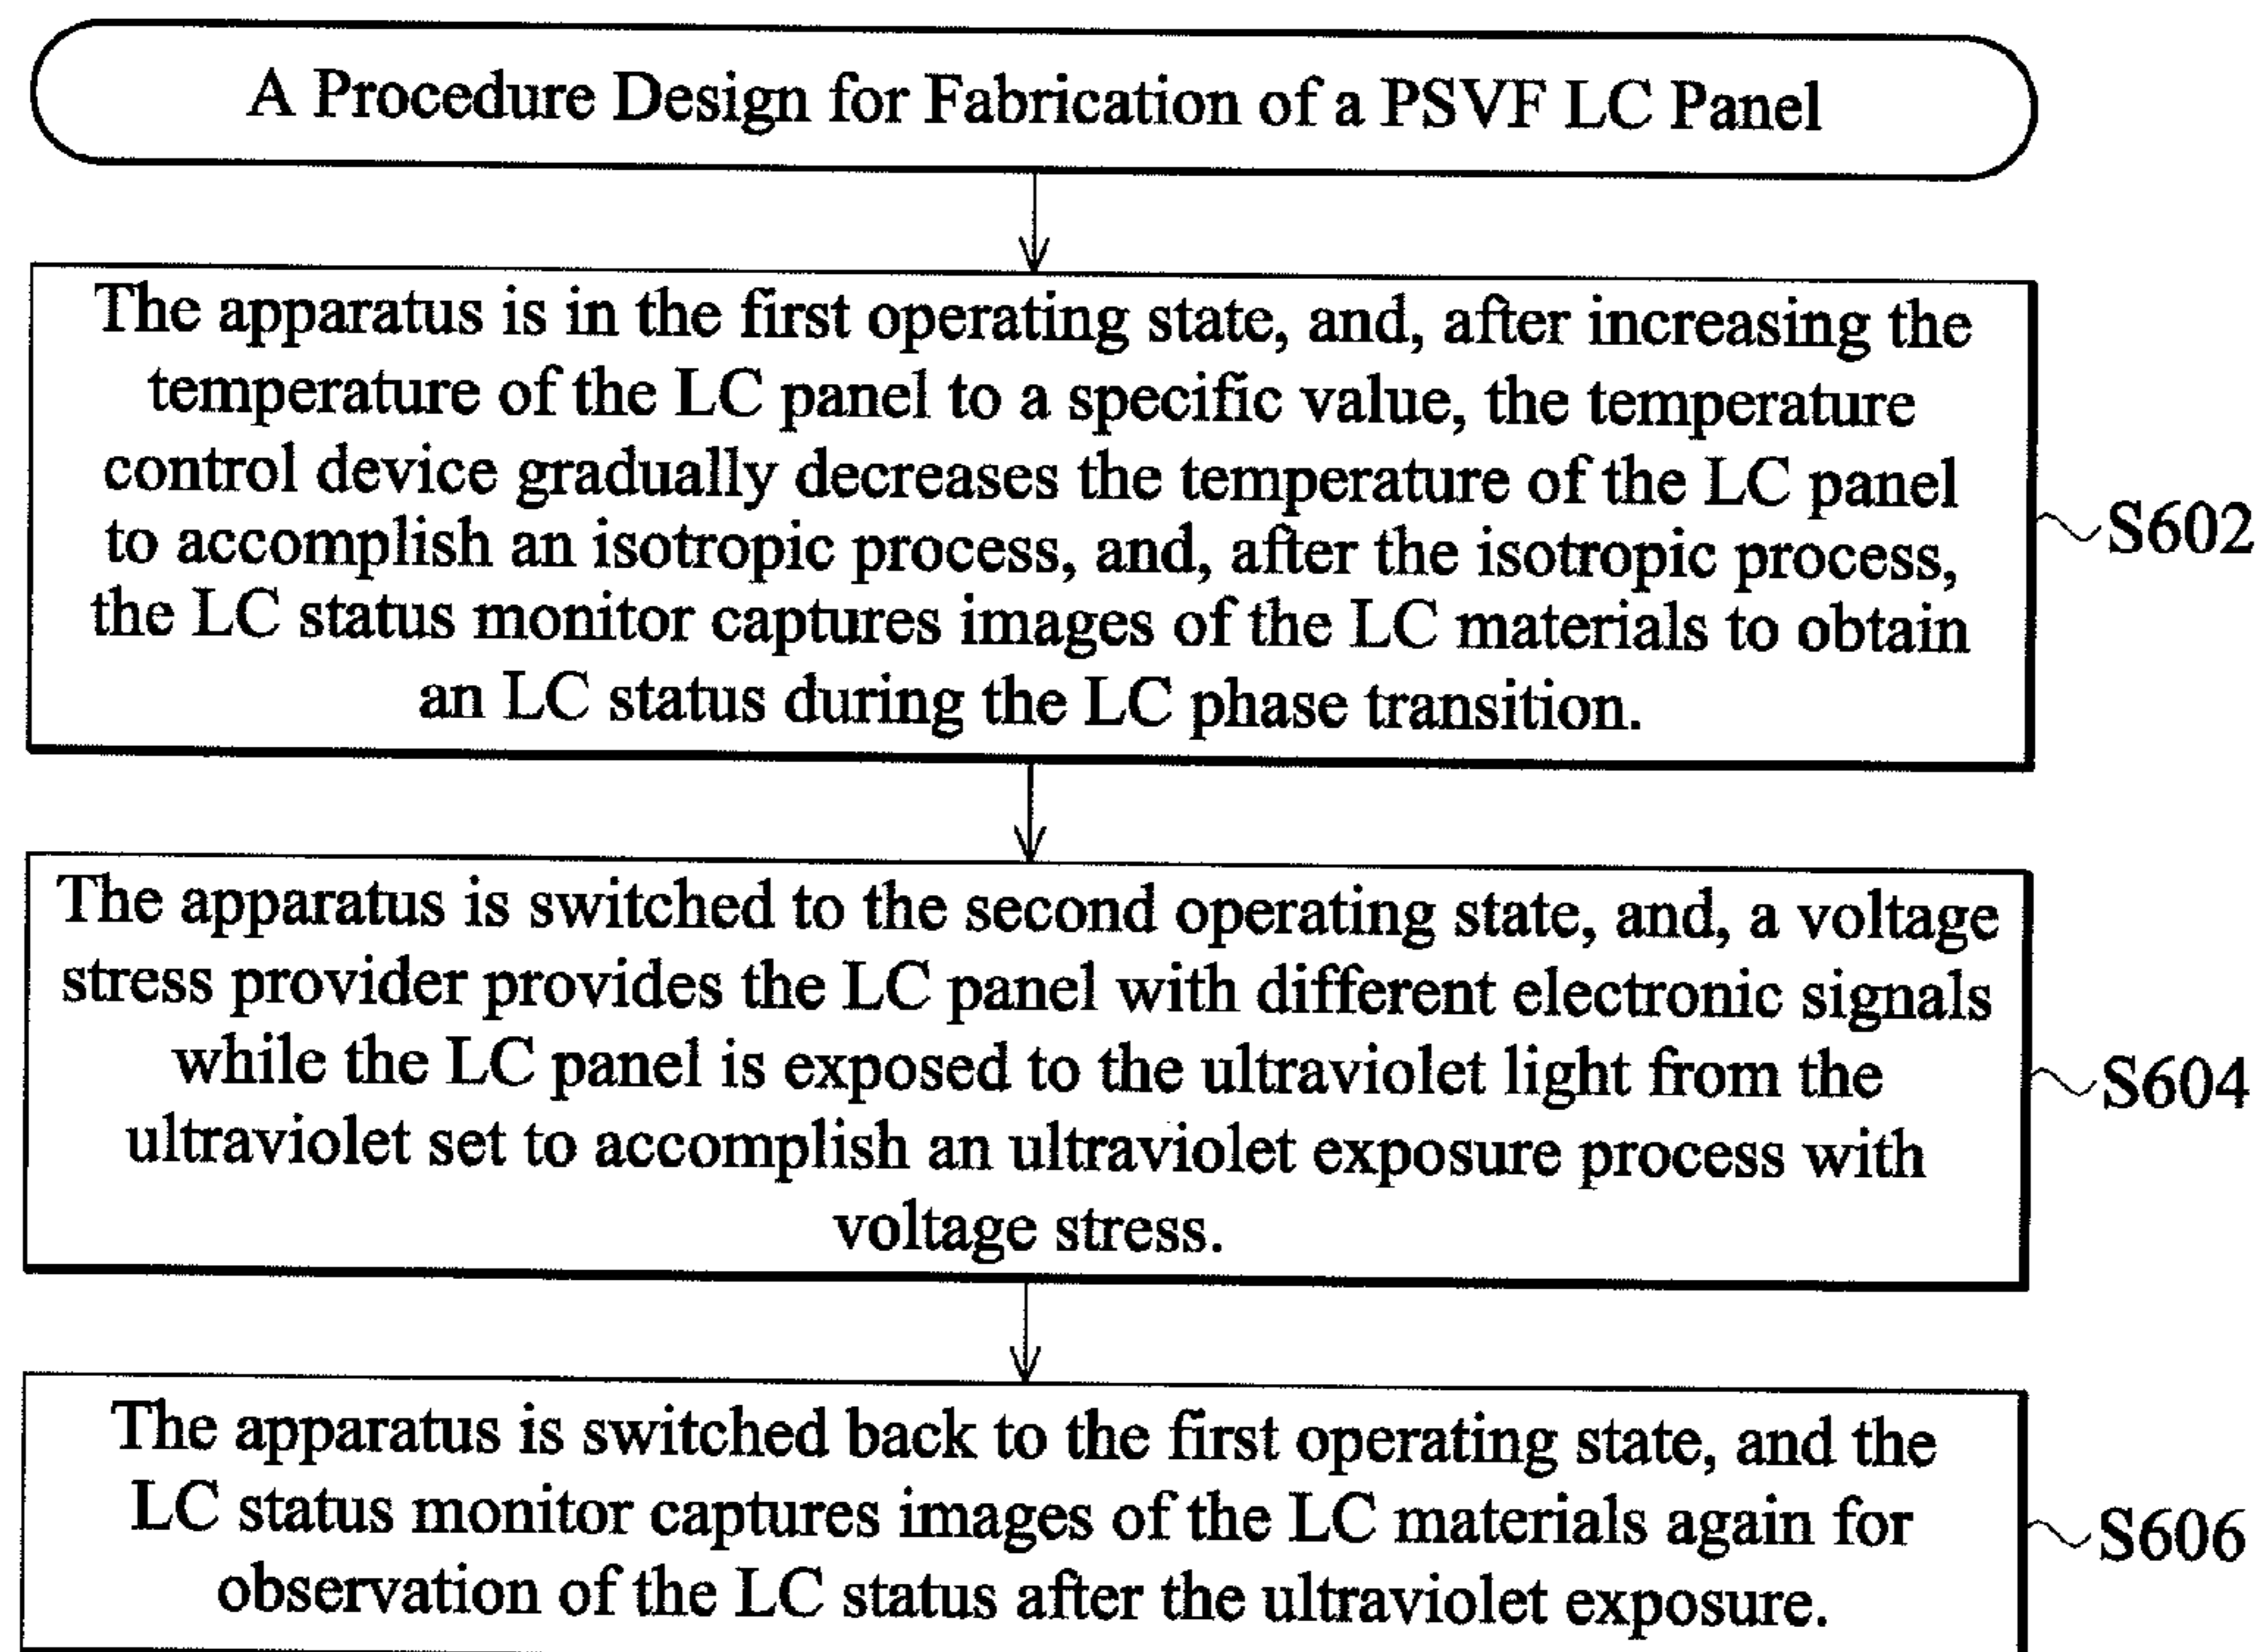 A Procedure Design for Fabrication of a PSVF LC Panel
The apparatus is in the first operating state, and, after increasing the
temperature of the LC panel to a specific value, the temperature
control device gradually decreases the temperature of the LC panel
to accomplish an isotropic process, and, after the isotropic process,
the LC status monitor captures images of the LC materials to obtain
an LC status during the LC phase transition.
S602
The apparatus is switched to the second operating state, and, a voltage
stress provider provides the LC panel with different electronic signals
while the LC panel is exposed to the ultraviolet light from the
ultraviolet set to accomplish an ultraviolet exposure process with
voltage stress.
S604
The apparatus is switched back to the first operating state, and the
LC status monitor captures images of the LC materials again for
observation of the LC status after the ultraviolet exposure.
S606